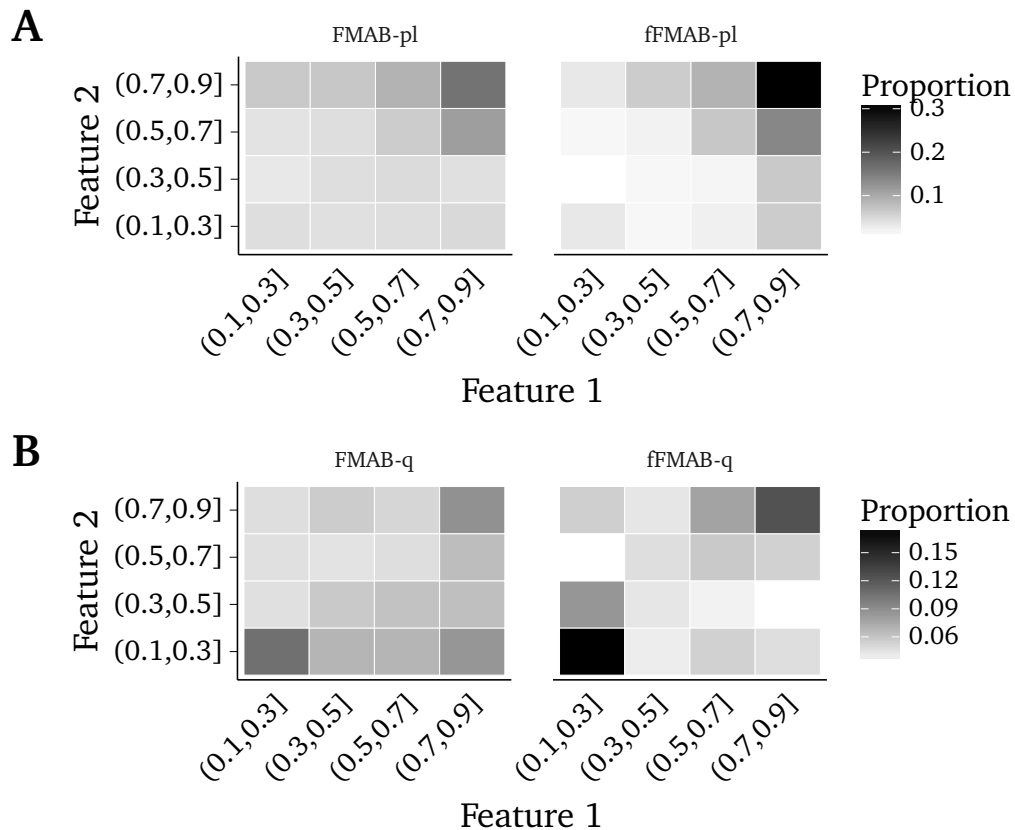 A
FMAB-pl
fFMAB-pl
Feature 2
(0.7,0.9]
(0.5,0.7]
(0.3,0.5]
(0.1,0.3]
(0.1,0.3]
(0.3,0.5]
(0.5,0.7]
(0.7,0.9]
(0.1,0.3]
(0.3,0.5]
(0.5,0.7]
(0.7,0.9]
Feature 1
Proportion
0.3
0.2
0.1
B
FMAB-q
fFMAB-q
Feature 2
(0.7,0.9]
(0.5,0.7]
(0.3,0.5]
(0.1,0.3]
(0.1,0.3]
(0.3,0.5]
(0.5,0.7]
(0.7,0.9]
(0.1,0.3]
(0.3,0.5]
(0.5,0.7]
(0.7,0.9]
Feature 1
Proportion
0.15
0.12
0.09
0.06